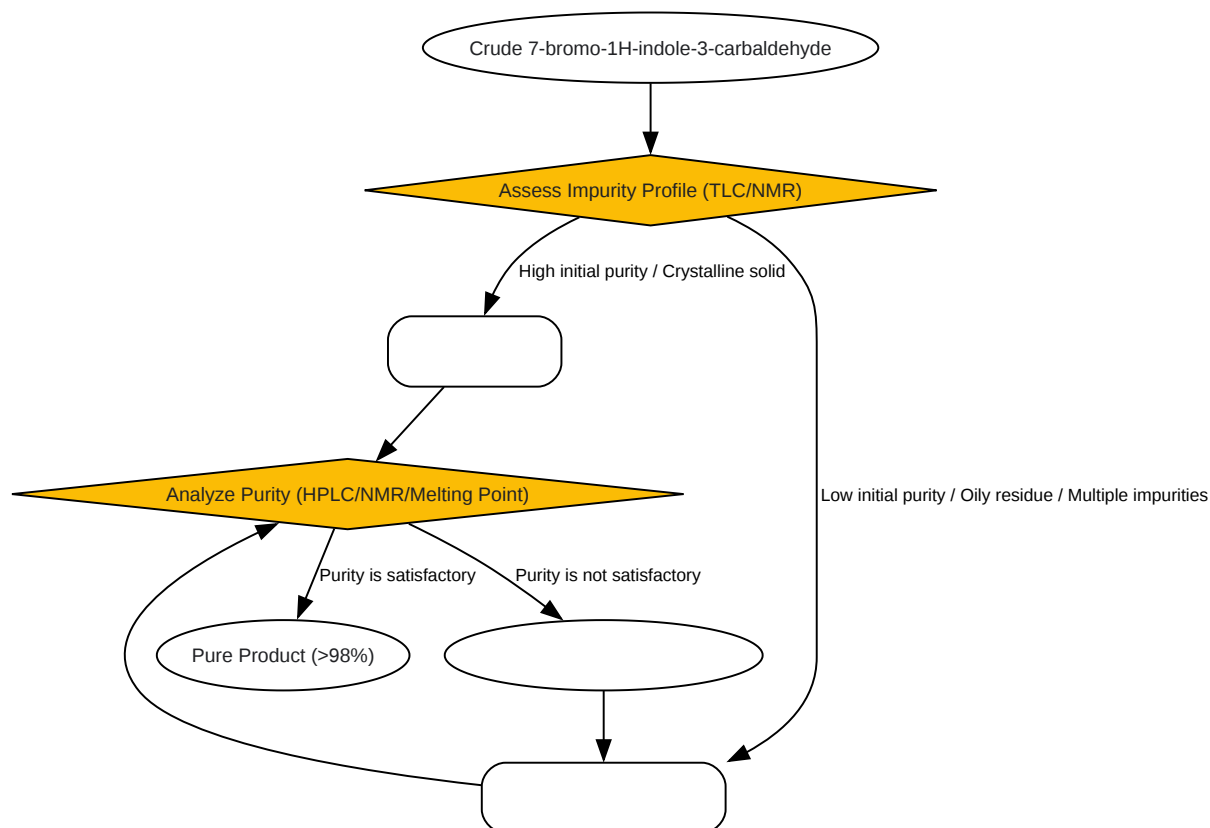 Crude 7-bromo-1H-indole-3-carbaldehyde
Assess Impurity Profile (TLC/NMR)
High initial purity / Crystalline solid
Analyze Purity (HPLC/NMR/Melting Point)
Low initial purity / Oily residue / Multiple impurities
Purity is satisfactory
Purity is not satisfactory
Pure Product (>98%)